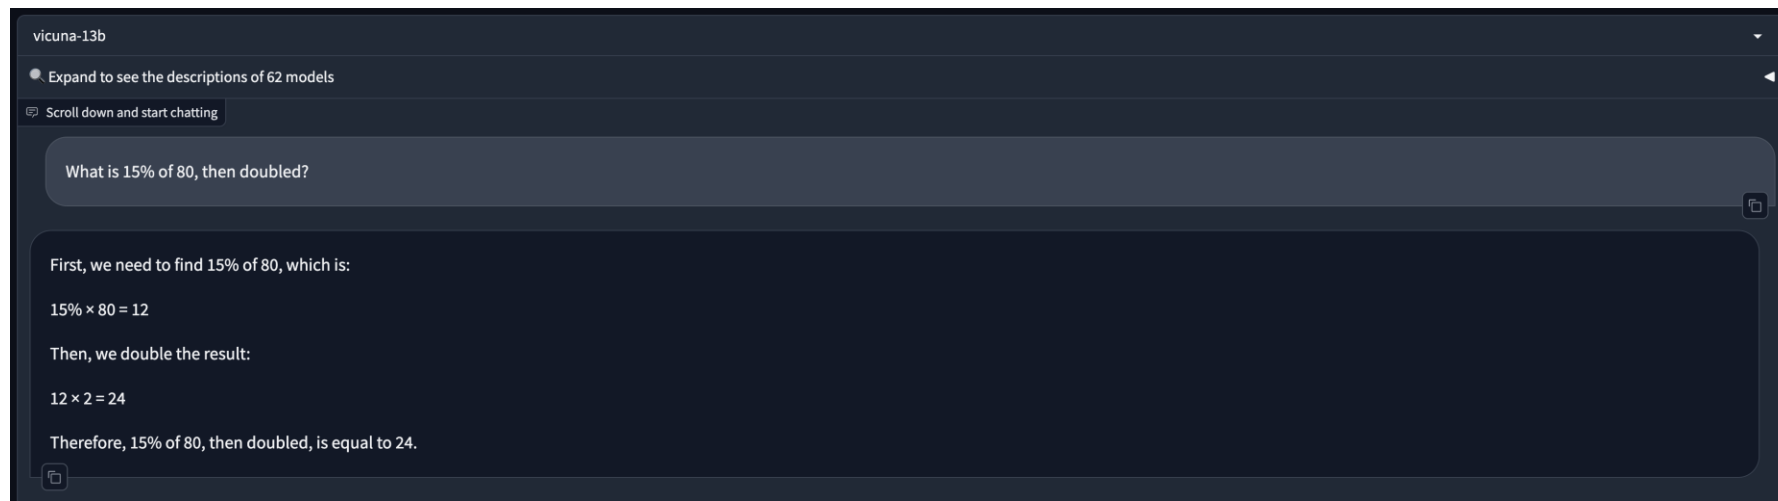 vicuna-13b
Expand to see the descriptions of 62 models
Scroll down and start chatting
What is 15% of 80, then doubled?
First, we need to find 15% of 80, which is:
15% × 80 = 12
Then, we double the result:
12 × 2 = 24
Therefore, 15% of 80, then doubled, is equal to 24.